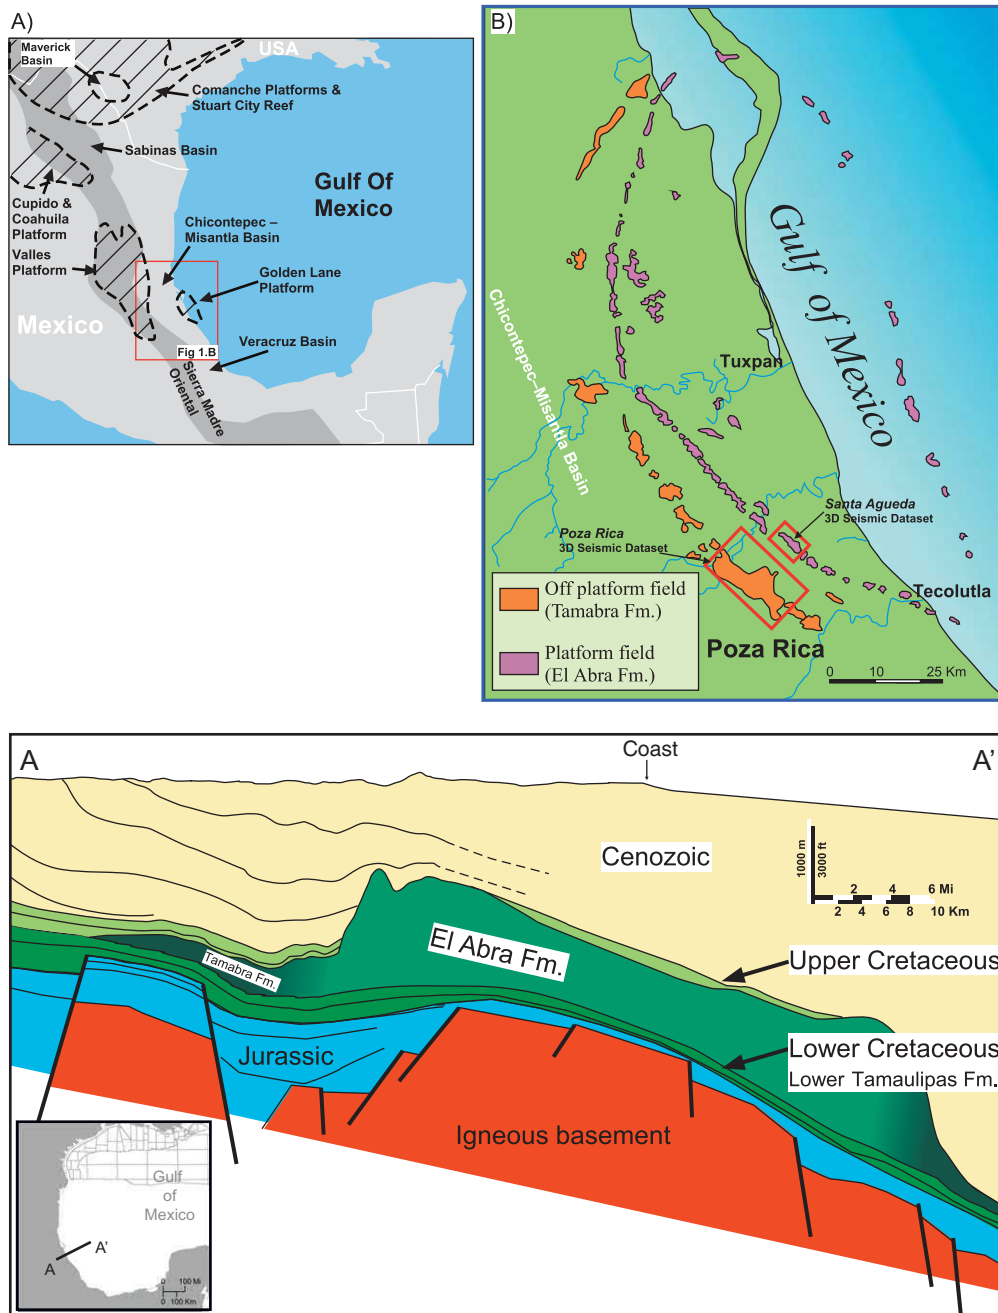 A)
USA
Maverick
Basin
Comanche Platforms &
Stuart City Reef
Sabinas Basin
Gulf Of
Mexico
Cupido &
Coahuila
Platform
Chicontepec –
Misantla Basin
Valles
Platform
Golden Lane
Platform
Mexico
Veracruz Basin
Fig 1.B
Sierra Madre
Oriental
B)
Gulf of Mexico
Chicontepec–Misantla Basin
Tuxpan
Santa Agueda
3D Seismic Dataset
Poza Rica
3D Seismic Dataset
Tecolutla
Off platform field
(Tamabra Fm.)
Poza Rica
Platform field
(El Abra Fm.)
0 10 25 Km
A
Coast
A’
Cenozoic
1000 m
3000 ft
2 4 6 Mi
2 4 6 8 10 Km
El Abra Fm.
Tamabra Fm.
Upper Cretaceous
Jurassic
Lower Cretaceous
Lower Tamaulipas Fm.
Igneous basement
Gulf
of
Mexico
A'
A
0 100 Mi
0 100 Km